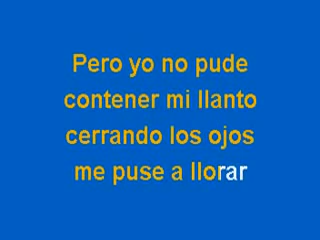 Pero yo no pude
contener mi llanto
cerrando los ojos
me puse a llorar